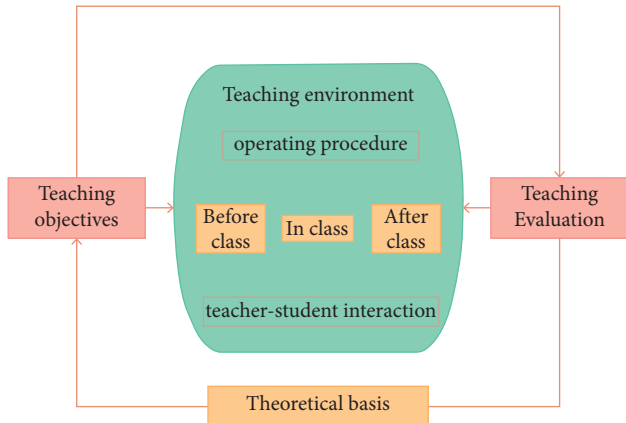 Teaching environment
operating procedure
Teaching
objectives
Before
class
In class
After
class
Teaching
Evaluation
teacher-student interaction
Theoretical basis